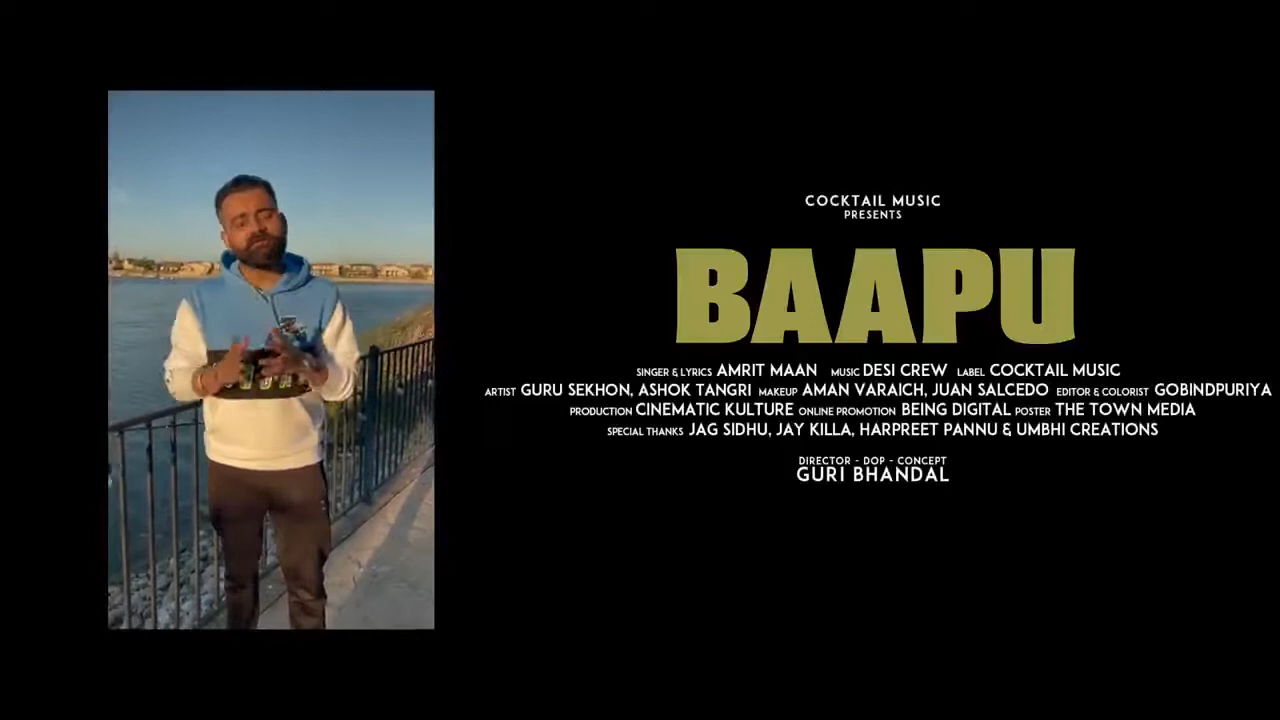 COCKTAIL MUSIC
PRESENTS
BAAPU
SINGER & LYRICS AMRIT MAAN MUSIC DESI CREW LABEL COCKTAIL MUSIC
ARTIST GURU SEKHON, ASHOK TANGRI MAKEUP AMAN VARAICH, JUAN SALCEDO EDITOR & COLORIST GOBINDPURIYA
PRODUCTION CINEMATIC KULTURE ONLINE PROMOTION BEING DIGITAL POSTER THE TOWN MEDIA
SPECIAL THANKS JAG SIDHU, JAY KILLA, HARPREET PANNU & UMBHI CREATIONS
DIRECTOR - DOP - CONCEPT
GURI BHANDAL